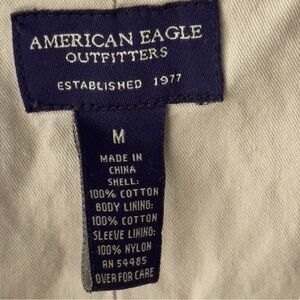 AMERICAN EAGLE
OUTFITTERS
ESTABLISHED 1977
M
MADE IN
CHINA
SHELL:
100% COTTON
BODY LINING:
100% COTTON
SLEEVE LINING:
100% NYLON
RN 54485
OVER FOR CARE